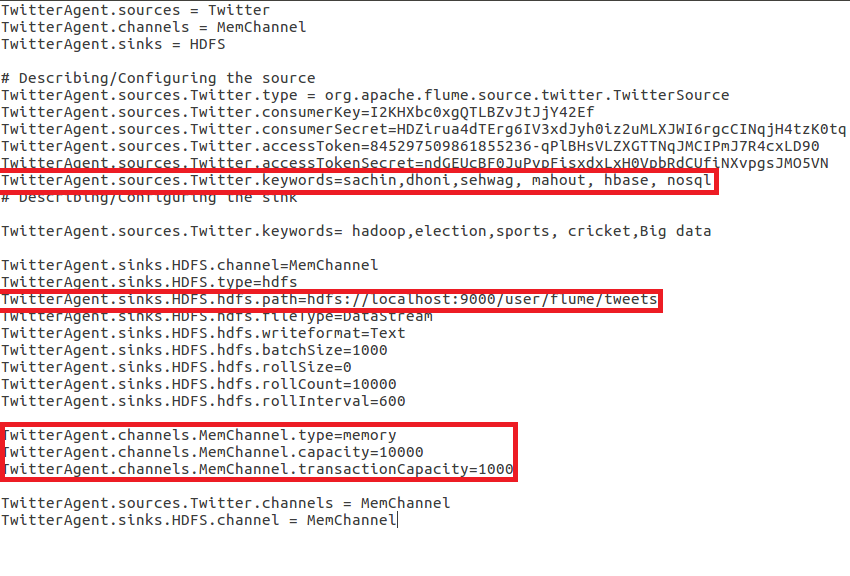 TwitterAgent.sources = Twitter
TwitterAgent.channels = MemChannel
TwitterAgent.sinks = HDFS
# Describing/Configuring the source
TwitterAgent.sources.Twitter.type = org.apache.flume.source.twitter.TwitterSource
TwitterAgent.sources.Twitter.consumerKey=I2KHXbc0xgQTLBZvJtJjY42Ef
TwitterAgent.sources.Twitter.consumerSecret=HDZirua4dTErg6IV3xdJyh0iz2uMLXJWI6rgcCINqjH4tzK0tq
TwitterAgent.sources.Twitter.accessToken=845297509861855236-qPlBHsVLZXGTTNqJMCIPmJ7R4cxLD90
TwitterAgent.sources.Twitter.accessTokenSecret=ndGEUcBF0JuPvpFisxdxLxH0VpbRdCUfiNXvpgsJMO5VN
TwitterAgent.sources.Twitter.keywords=sachin,dhoni,sehwag, mahout, hbase, nosql
# Describing/Configuring the sink
TwitterAgent.sources.Twitter.keywords= hadoop,election,sports, cricket,Big data
TwitterAgent.sinks.HDFS.channel=MemChannel
TwitterAgent.sinks.HDFS.type=hdfs
TwitterAgent.sinks.HDFS.hdfs.path=hdfs://localhost:9000/user/flume/tweets
TwitterAgent.sinks.HDFS.hdfs.fileType=DataStream
TwitterAgent.sinks.HDFS.hdfs.writeformat=Text
TwitterAgent.sinks.HDFS.hdfs.batchSize=1000
TwitterAgent.sinks.HDFS.hdfs.rollSize=0
TwitterAgent.sinks.HDFS.hdfs.rollCount=10000
TwitterAgent.sinks.HDFS.hdfs.rollInterval=600
TwitterAgent.channels.MemChannel.type=memory
TwitterAgent.channels.MemChannel.capacity=10000
TwitterAgent.channels.MemChannel.transactionCapacity=1000
TwitterAgent.sources.Twitter.channels = MemChannel
TwitterAgent.sinks.HDFS.channel = MemChannel